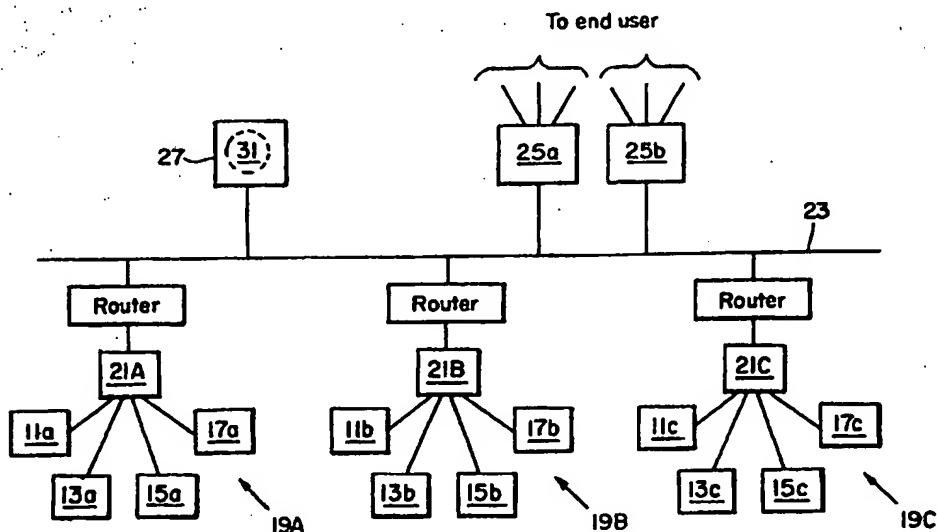 To end user
27
31
25a
25b
23
Router
Router
Router
21A
21B
21C
11a
17a
11b
17b
11c
17c
13a
15a
13b
15b
13c
15c
19A
19B
19C